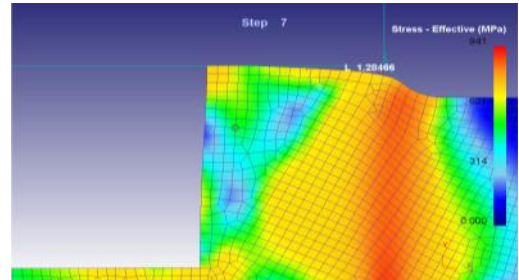 Step 7
Stress - Effective (MPa)
941
L 1.28466
314
0.000